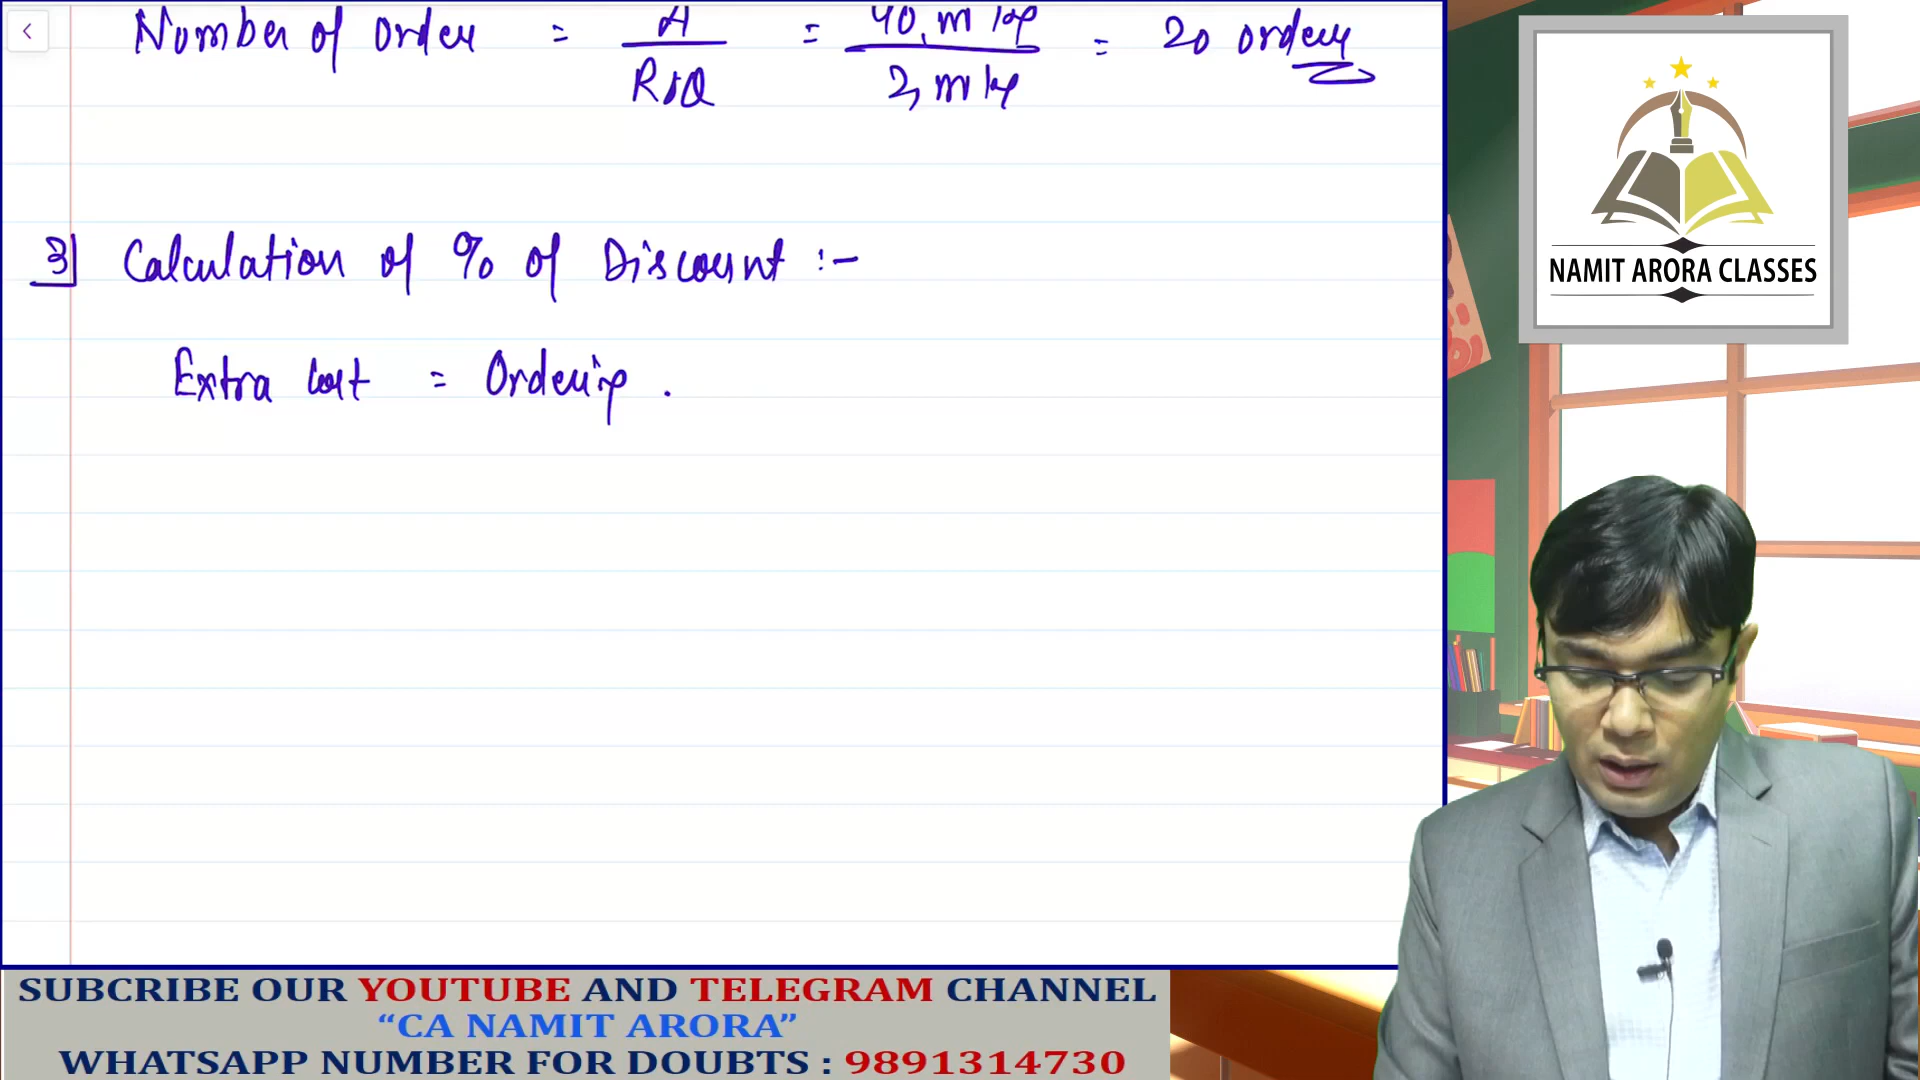 Number of order = A / ROQ = 40, m kg / 2, m kg = 20 orders
3] Calculation of % of Discount :-
Extra Cost = Ordering .
NAMIT ARORA CLASSES
SUBCRIBE OUR YOUTUBE AND TELEGRAM CHANNEL
“CA NAMIT ARORA”
WHATSAPP NUMBER FOR DOUBTS : 9891314730